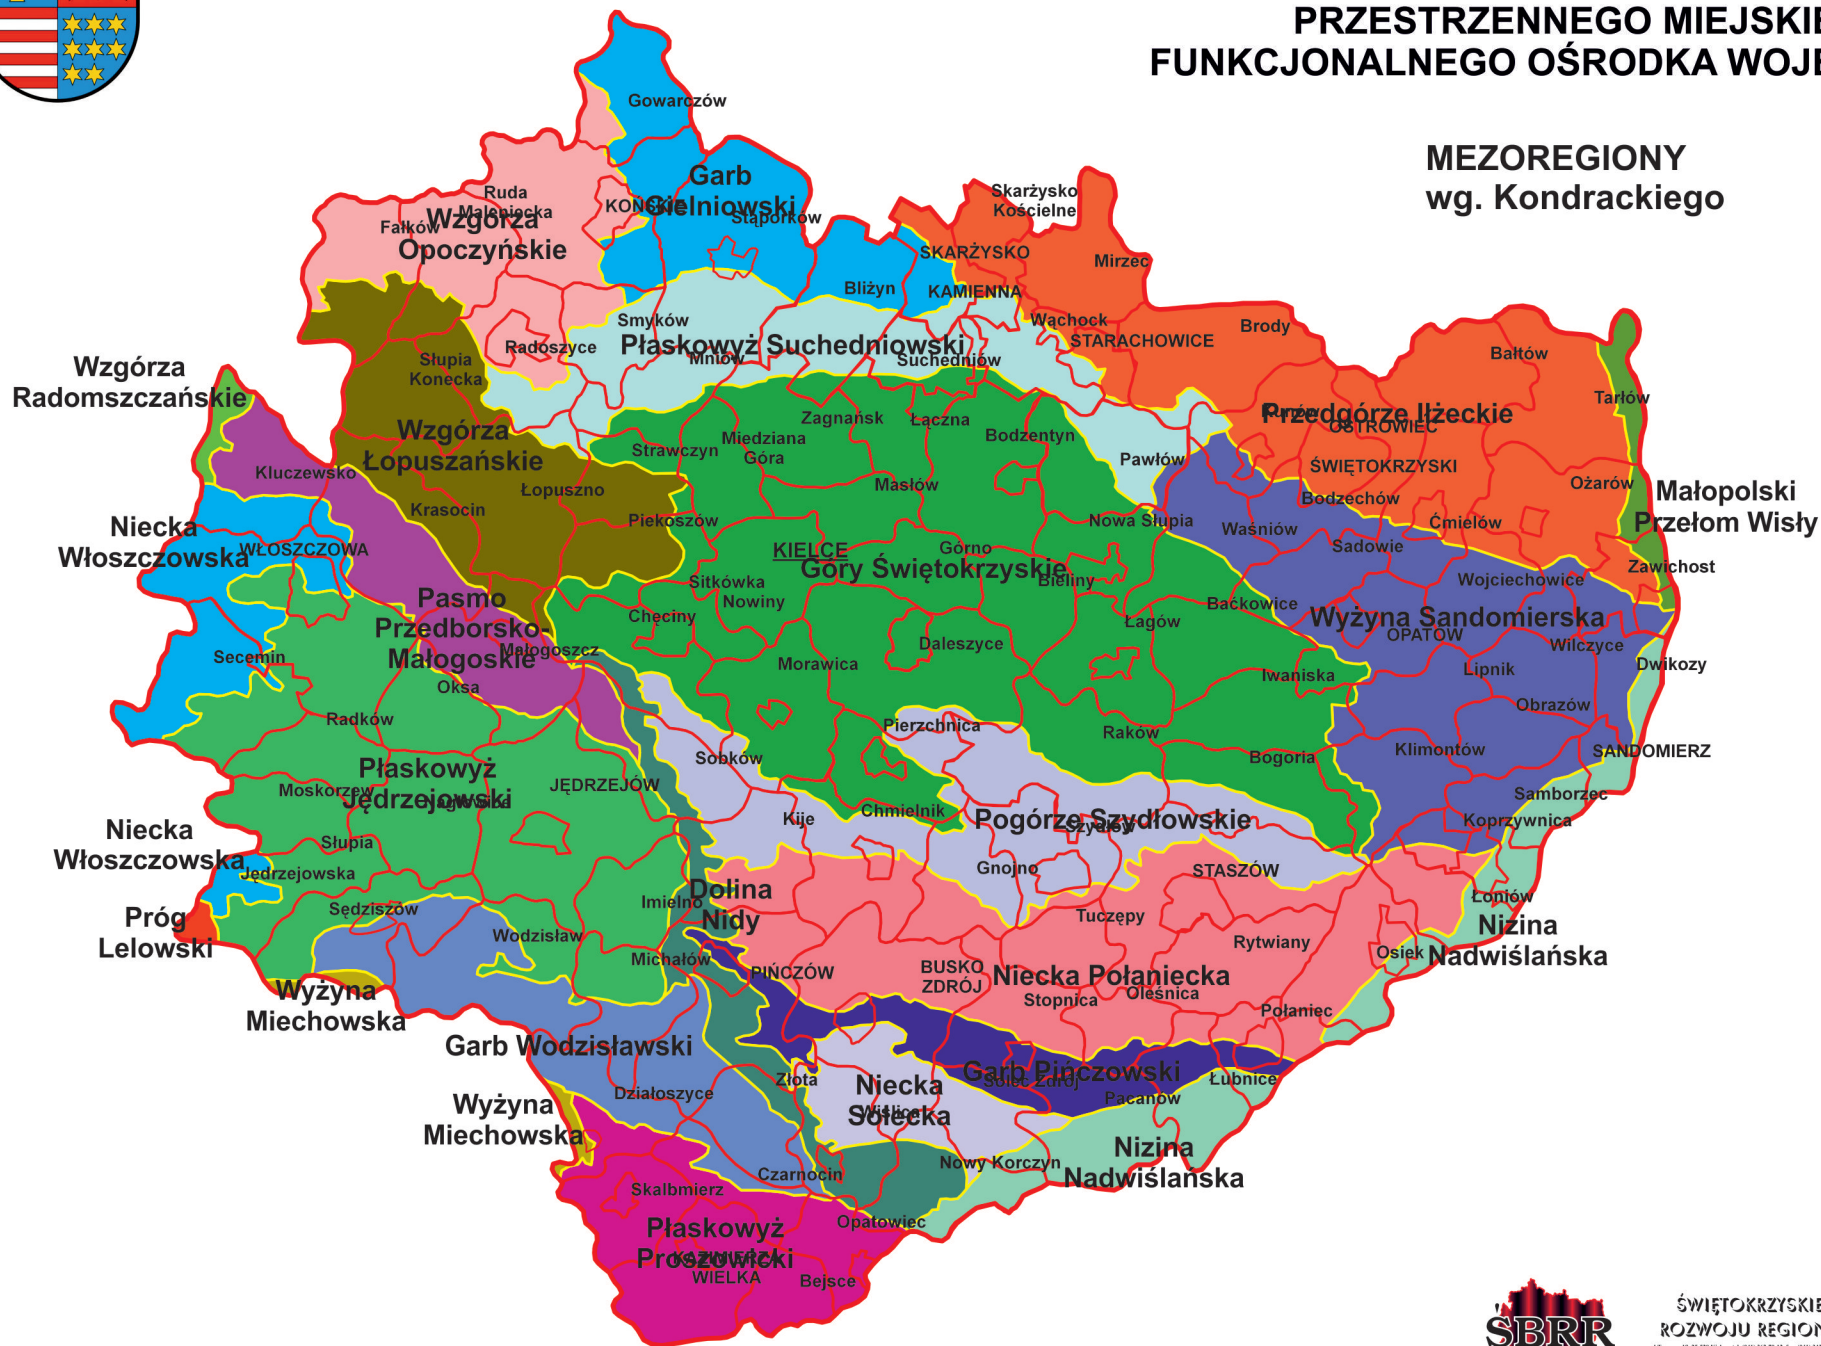 PRZESTRZENNEGO MIEJSKIE
FUNKCJONALNEGO OŚRODKA WOJE
MEZOREGIONY
wg. Kondrackiego
Gowarczów
Garb
Gielniowski
Stąporków
KOŃSKIE
Ruda
Maleniecka
Fałków
Wzgórza
Opoczyńskie
Skarżysko
Kościelne
SKARŻYSKO
KAMIENNA
Mirzec
Bliżyn
Smyków
Płaskowyż Suchedniowski
Mniów
Suchedniów
Wąchock
STARACHOWICE
Brody
Bałtów
Radoszyce
Słupia
Konecka
Wzgórza
Radomszczańskie
Tarłów
Kunów
Przedgórze Iłżeckie
OSTROWIEC
ŚWIĘTOKRZYSKI
Zagnańsk
Łączna
Miedziana
Góra
Bodzentyn
Strawczyn
Wzgórza
Łopuszańskie
Pawłów
Kluczewsko
Łopuszno
Masłów
Bodzechów
Ożarów
Małopolski
Przełom Wisły
Krasocin
Piekoszów
Nowa Słupia
Waśniów
Ćmielów
Niecka
Włoszczowska
WŁOSZCZOWA
KIELCE
Górno
Sadowie
Góry Świętokrzyskie
Bieliny
Wojciechowice
Zawichost
Sitkówka
Nowiny
Pasmo
Przedborsko-
Małogoskie
Małogoszcz
Chęciny
Baćkowice
Wyżyna Sandomierska
OPATÓW
Łagów
Daleszyce
Wilczyce
Secemin
Morawica
Lipnik
Dwikozy
Oksa
Iwaniska
Obrazów
Radków
Pierzchnica
Raków
Klimontów
SANDOMIERZ
Sobków
Bogoria
Płaskowyż
Jędrzejowski
Moskorzew
Nagłowice
JĘDRZEJÓW
Samborzec
Kije
Chmielnik
Pogórze Szydłowskie
Szydłów
Koprzywnica
Niecka
Włoszczowska
Słupia
Jędrzejowska
Gnojno
STASZÓW
Dolina
Nidy
Imielno
Łoniów
Sędziszów
Próg
Lelowski
Tuczępy
Nizina
Nadwiślańska
Wodzisław
Rytwiany
Osiek
Michałów
PIŃCZÓW
BUSKO
ZDRÓJ
Niecka Połaniecka
Stopnica
Oleśnica
Połaniec
Wyżyna
Miechowska
Garb Wodzisławski
Garb Pińczowski
Solec Zdrój
Łubnice
Złota
Niecka
Solecka
Wiślica
Działoszyce
Pacanów
Wyżyna
Miechowska
Nizina
Nadwiślańska
Nowy Korczyn
Czarnocin
Skalbmierz
Opatowiec
Płaskowyż
Proszowicki
KAZIMIERZA
WIELKA
Bejsce
SBRR
ŚWIĘTOKRZYSKIE
ROZWOJU REGION